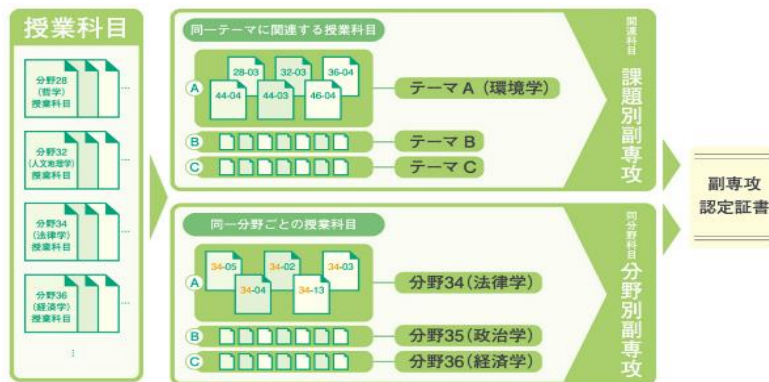 授業科目
分野28
(哲学)
授業科目
…
分野32
(人文地理学)
授業科目
…
分野34
(法律学)
授業科目
…
分野36
(経済学)
授業科目
…
⋮
同一テーマに関連する授業科目
A
28-03
32-03
36-04
44-04
44-03
46-04
テーマ A（環境学）
B
テーマ B
C
テーマ C
関連科目
課題別副専攻
同一分野ごとの授業科目
A
34-05
34-02
34-03
34-04
34-13
分野34(法律学)
B
分野35(政治学)
C
分野36(経済学)
同分野科目
分野別副専攻
副専攻
認定証書